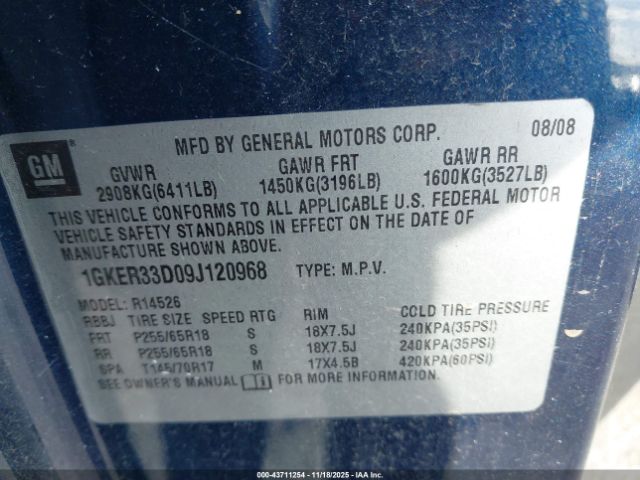 MFD BY GENERAL MOTORS CORP. 08/08
GM
GVWR GAWR FRT GAWR RR
2908KG(6411LB) 1450KG(3196LB) 1600KG(3527LB)
THIS VEHICLE CONFORMS TO ALL APPLICABLE U.S. FEDERAL MOTOR
VEHICLE SAFETY STANDARDS IN EFFECT ON THE DATE OF
MANUFACTURE SHOWN ABOVE.
1GKER33D09J120968 TYPE: M.P.V.
MODEL: R14526
RBBJ TIRE SIZE SPEED RTG RIM COLD TIRE PRESSURE
FRT P255/65R18 S 18X7.5J 240KPA(35PSI)
RR P255/65R18 S 18X7.5J 240KPA(35PSI)
SPA T145/70R17 M 17X4.5B 420KPA(60PSI)
SEE OWNER'S MANUAL FOR MORE INFORMATION.
© 000-43711254 | 11/18/2025 - IAAI.COM